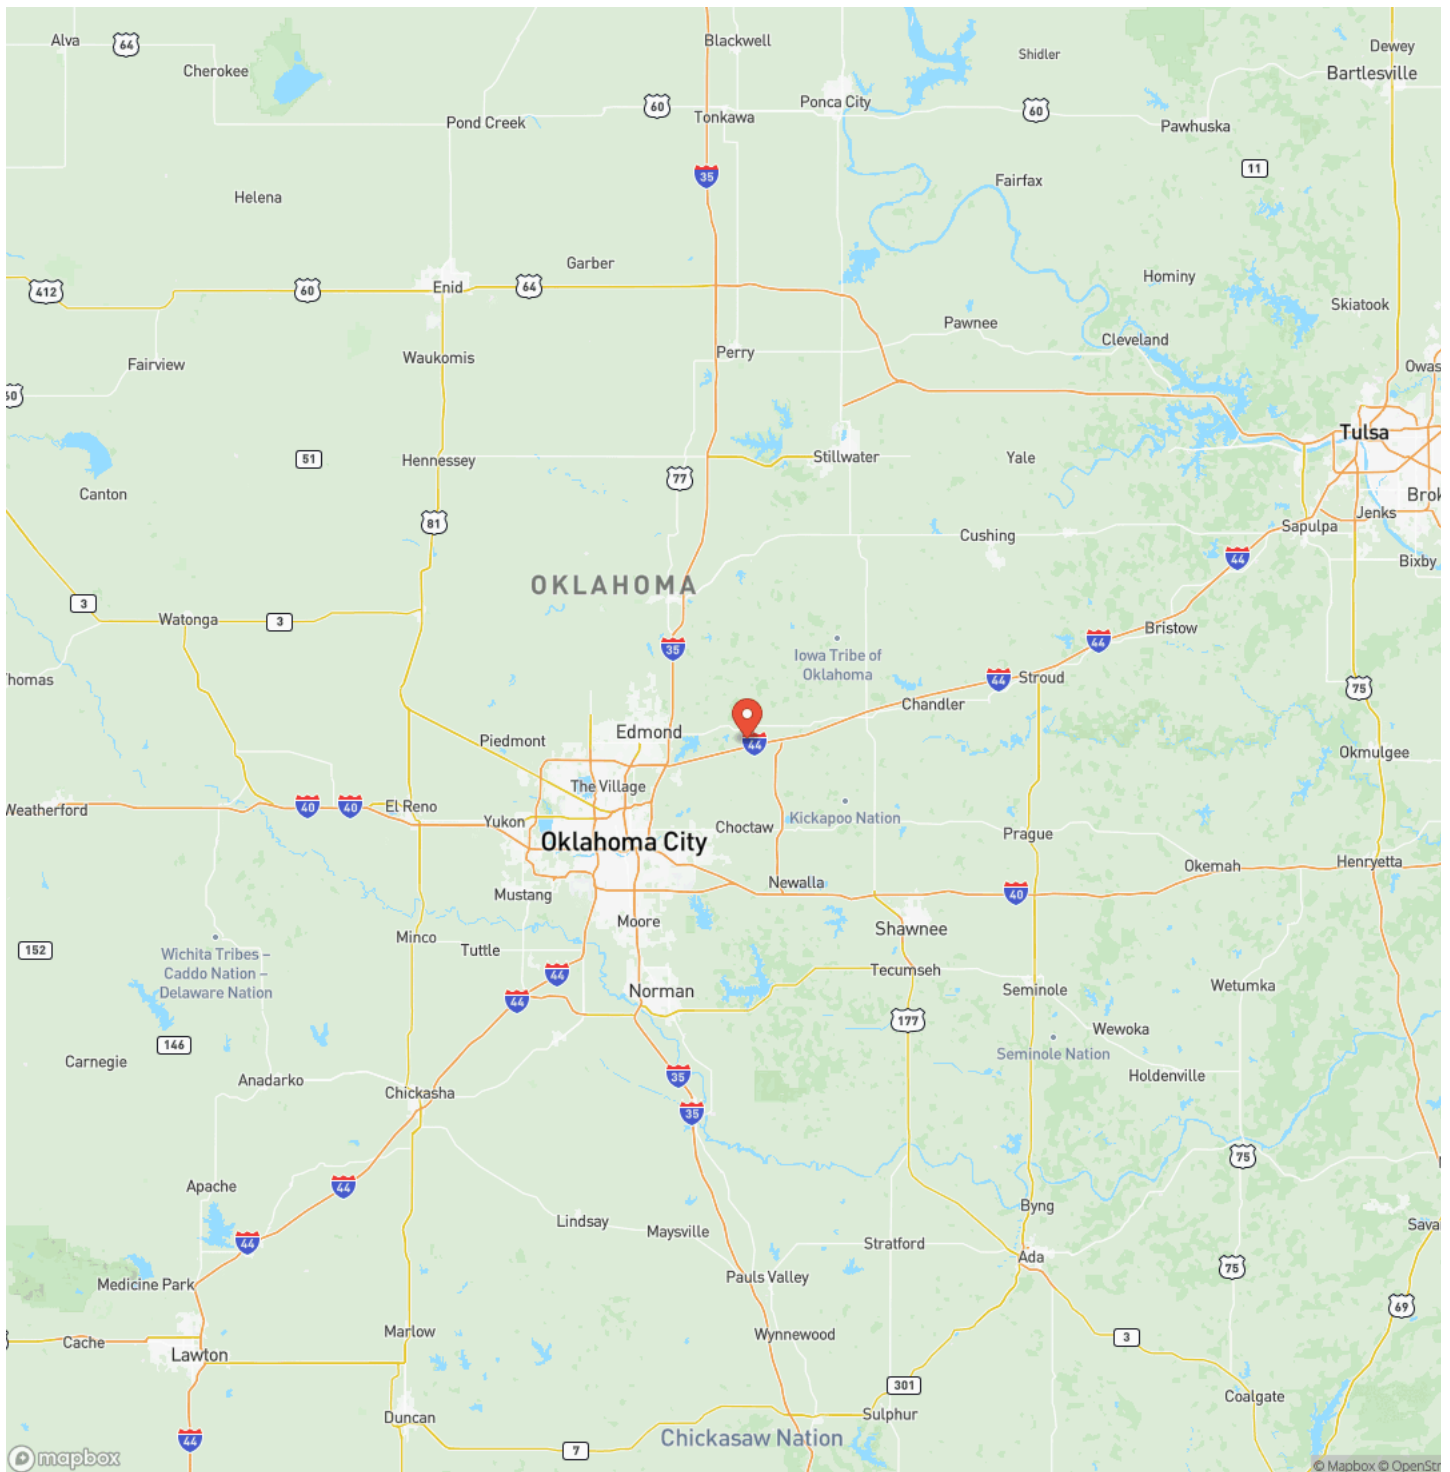 Alva
64
Cherokee
Blackwell
Shidler
Dewey
Bartlesville
Ponca City
60
Tonkawa
60
Pond Creek
Pawhuska
35
11
Fairfax
Helena
Garber
Hominy
412
60
Enid
64
Skiatook
Pawnee
Cleveland
Perry
Waukomis
Fairview
Owas
60
Tulsa
51
Hennessey
Stillwater
Yale
77
Canton
Brok
Jenks
81
Sapulpa
Cushing
44
Bixby
OKLAHOMA
3
Watonga
3
Bristow
44
35
Iowa Tribe of
Oklahoma
homas
44
Stroud
75
Chandler
Edmond
Piedmont
44
Okmulgee
The Village
Weatherford
40
40
El Reno
Yukon
Choctaw
Kickapoo Nation
Prague
Oklahoma City
Henryetta
Okemah
Newalla
Mustang
40
Moore
Shawnee
Minco
Tuttle
152
Wichita Tribes –
Caddo Nation –
Delaware Nation
44
Tecumseh
44
Norman
Seminole
Wetumka
177
Wewoka
146
Seminole Nation
Carnegie
Anadarko
35
Holdenville
Chickasha
35
75
Apache
44
Byng
Lindsay
Maysville
Sava
44
Stratford
Ada
75
Medicine Park
Pauls Valley
69
Marlow
Wynnewood
3
Cache
Lawton
301
Coalgate
Duncan
Sulphur
44
7
Chickasaw Nation
mapbox
© Mapbox © OpenStr